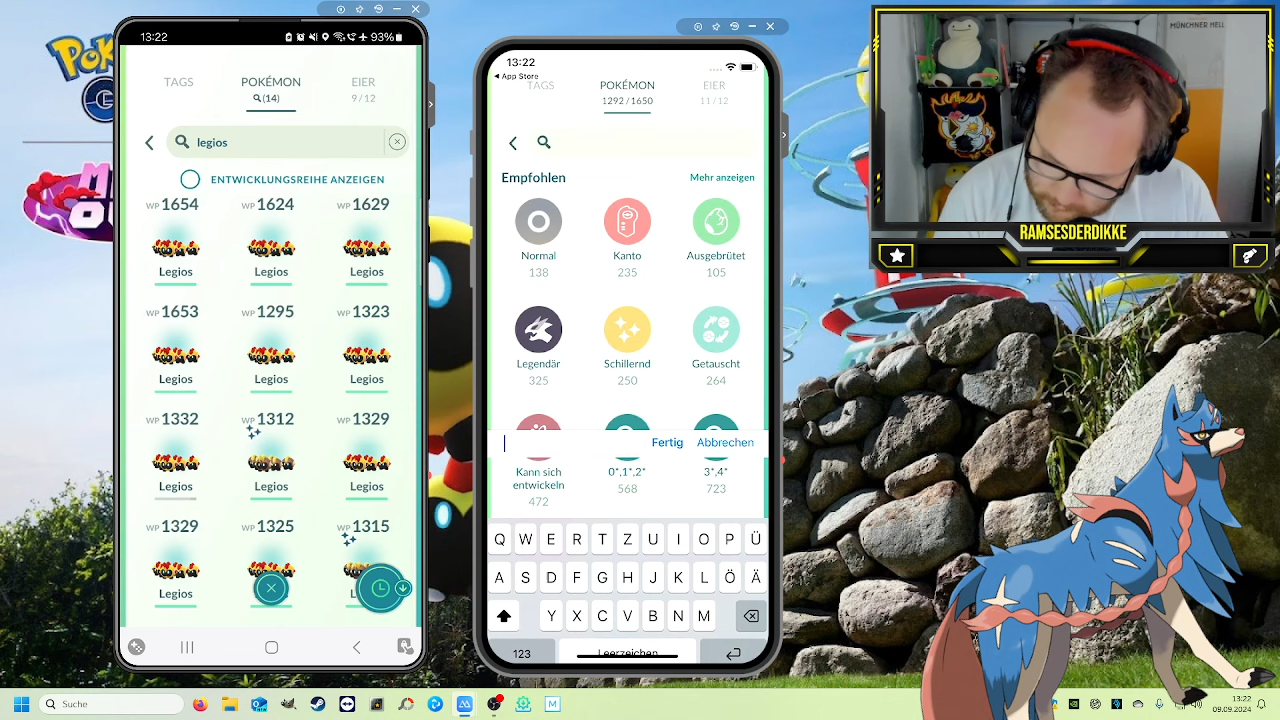 13:22
93%
TAGS
POKÉMON
EIER
(14)
9 / 12
legios
ENTWICKLUNGSREIHE ANZEIGEN
WP 1654
WP 1624
WP 1629
Legios
Legios
Legios
WP 1653
WP 1295
WP 1323
Legios
Legios
Legios
WP 1332
WP 1312
WP 1329
Legios
Legios
Legios
WP 1329
WP 1325
WP 1315
Legios
13:22
App Store
TAGS
POKÉMON
EIER
1292 / 1650
11 / 12
Empfohlen
Mehr anzeigen
Normal
Kanto
Ausgebrütet
138
235
105
Legendär
Schillernd
Getauscht
325
250
264
Fertig
Abbrechen
Kann sich
entwickeln
0*,1*,2*
3*,4*
472
568
723
Q W E R T Z U I O P Ü
A S D F G H J K L Ö Ä
Y X C V B N M
123
Leerzeichen
MÜNCHNER HELL
RAMSESDERDIKKE
Suche
13:22
09.09.2024